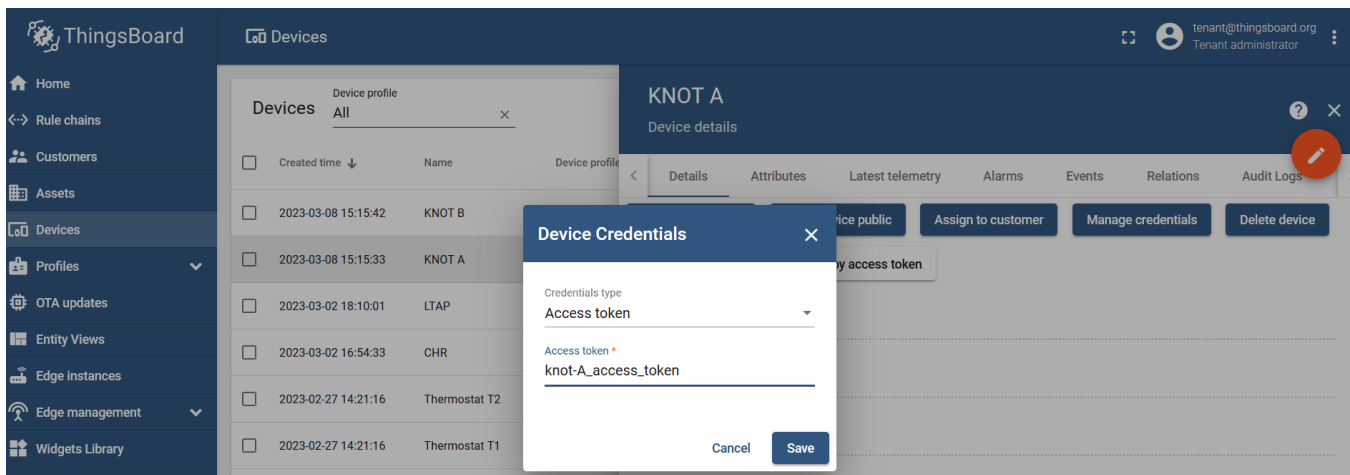 ThingsBoard
Devices
tenant@thingsboard.org
Tenant administrator
Home
Rule chains
Customers
Assets
Devices
Profiles
OTA updates
Entity Views
Edge instances
Edge management
Widgets Library
Devices
Device profile
All
Created time Name Device profile
2023-03-08 15:15:42 KNOT B
2023-03-08 15:15:33 KNOT A
2023-03-02 18:10:01 LTAP
2023-03-02 16:54:33 CHR
2023-02-27 14:21:16 Thermostat T2
2023-02-27 14:21:16 Thermostat T1
KNOT A
Device details
Details Attributes Latest telemetry Alarms Events Relations Audit Logs
vice public Assign to customer Manage credentials Delete device
y access token
Device Credentials
Credentials type
Access token
Access token *
knot-A_access_token
Cancel Save